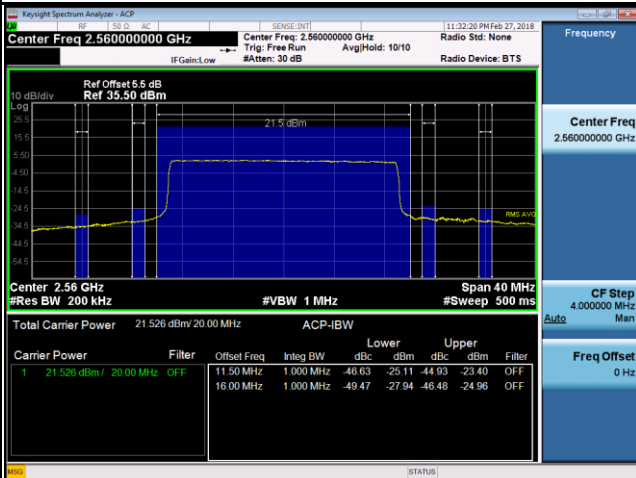 Keysight Spectrum Analyzer - ACP
RF 50 Ω AC SENSE:INT 11:32:20 PM Feb 27, 2018
Center Freq 2.560000000 GHz Center Freq: 2.560000000 GHz Radio Std: None
Trig: Free Run Avg|Hold: 10/10
IFGain:Low #Atten: 30 dB Radio Device: BTS
Ref Offset 5.5 dB
10 dB/div Ref 35.50 dBm
Log
25.5
21.5 dBm
15.5
5.50
-4.50
-14.5
-24.5
RMS AVG
-34.5
-44.5
-54.5
Center 2.56 GHz Span 40 MHz
#Res BW 200 kHz #VBW 1 MHz #Sweep 500 ms
Total Carrier Power 21.526 dBm/ 20.00 MHz ACP-IBW
Lower Upper
Carrier Power Filter Offset Freq Integ BW dBc dBm dBc dBm Filter
1 21.526 dBm / 20.00 MHz OFF 11.50 MHz 1.000 MHz -46.63 -25.11 -44.93 -23.40 OFF
16.00 MHz 1.000 MHz -49.47 -27.94 -46.48 -24.96 OFF
MSG STATUS
Frequency
Center Freq
2.560000000 GHz
CF Step
4.000000 MHz
Auto Man
Freq Offset
0 Hz